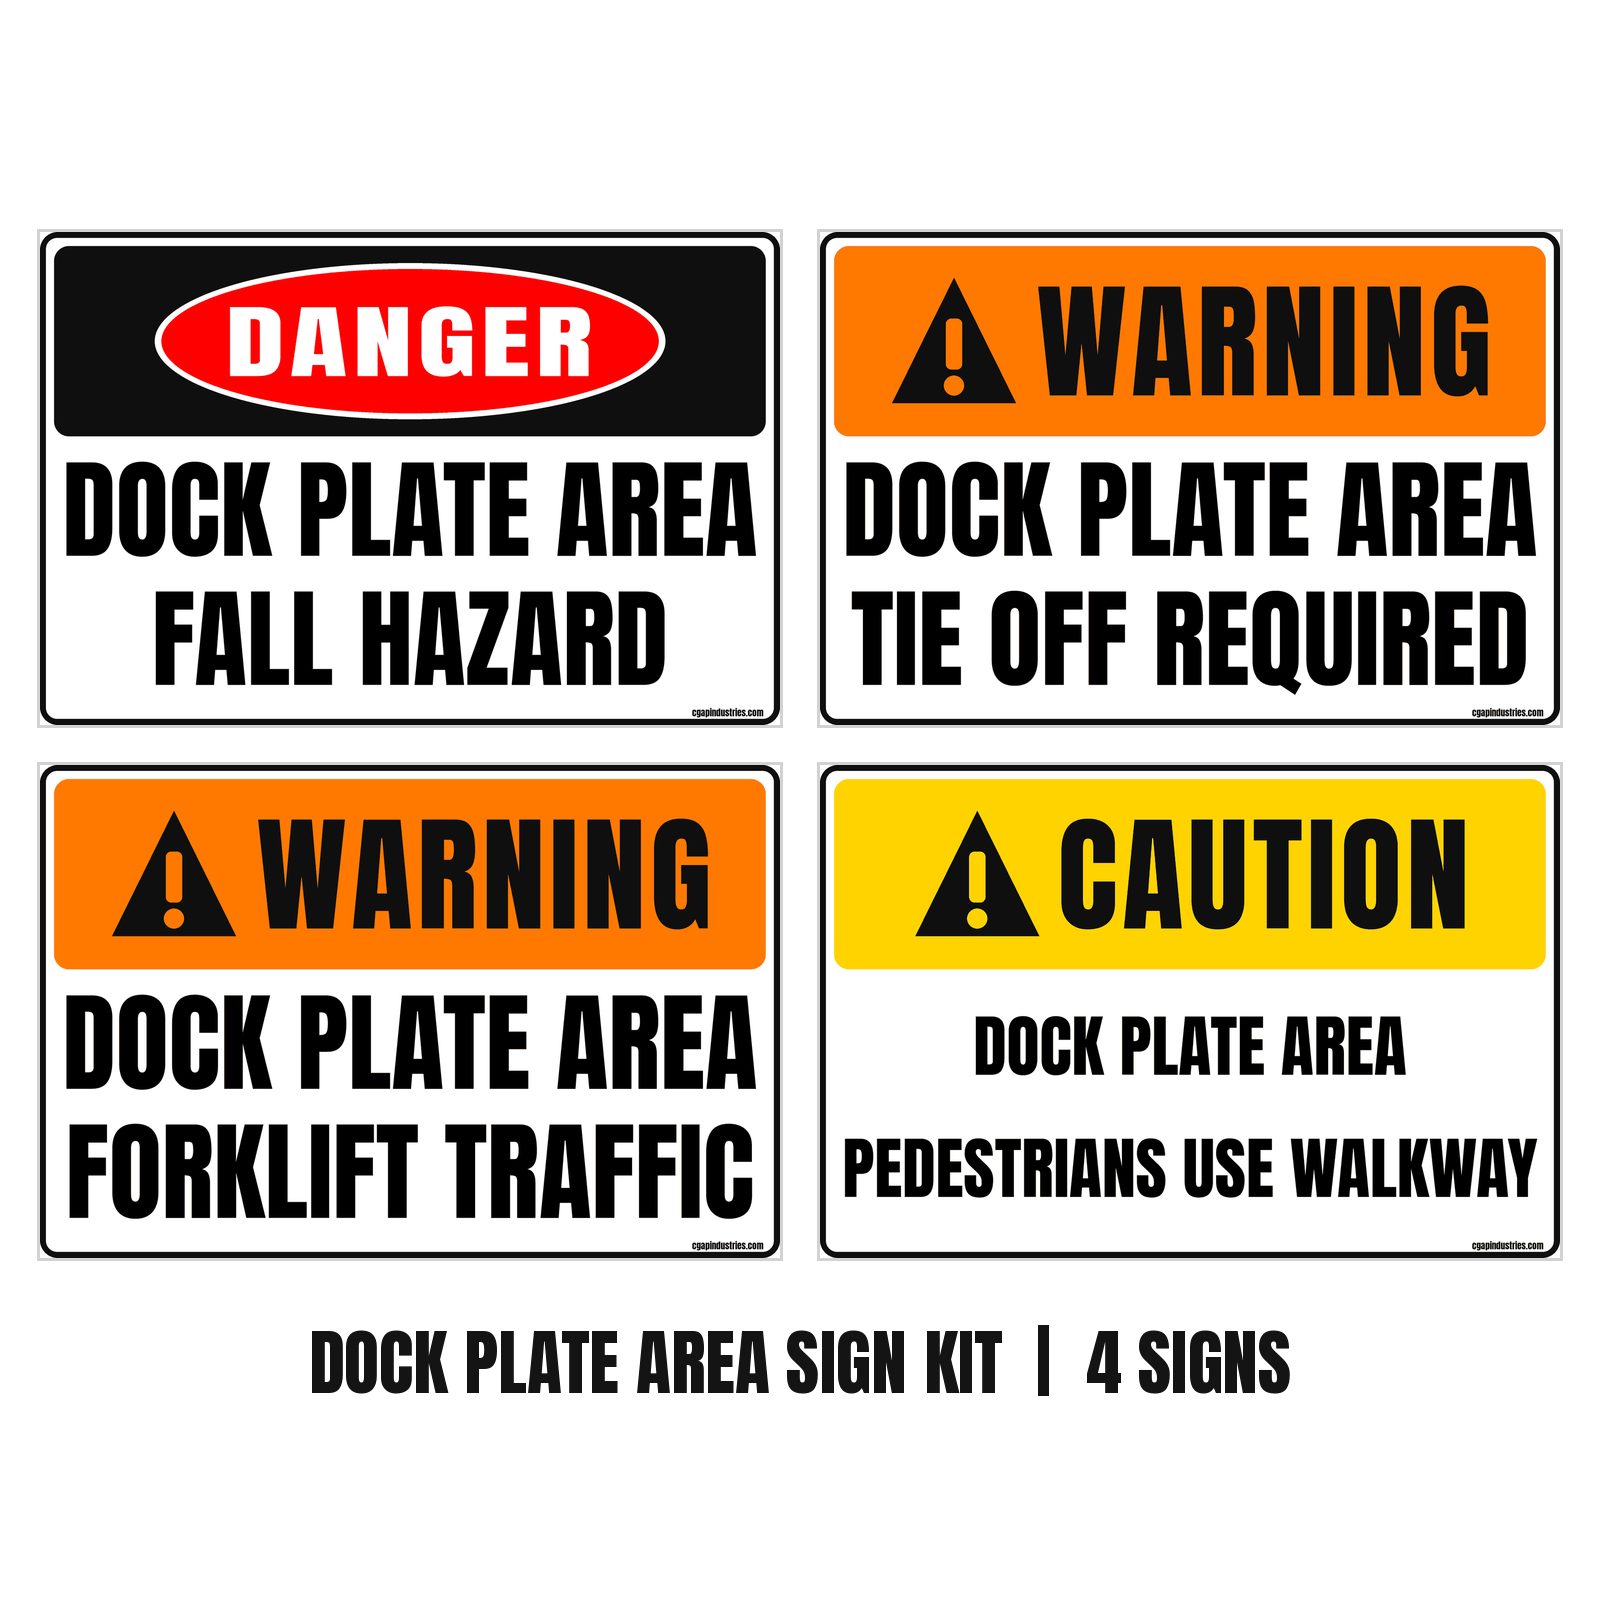 DANGER
DOCK PLATE AREA
FALL HAZARD
cgapindustries.com
WARNING
DOCK PLATE AREA
TIE OFF REQUIRED
cgapindustries.com
WARNING
DOCK PLATE AREA
FORKLIFT TRAFFIC
cgapindustries.com
CAUTION
DOCK PLATE AREA
PEDESTRIANS USE WALKWAY
cgapindustries.com
DOCK PLATE AREA SIGN KIT | 4 SIGNS